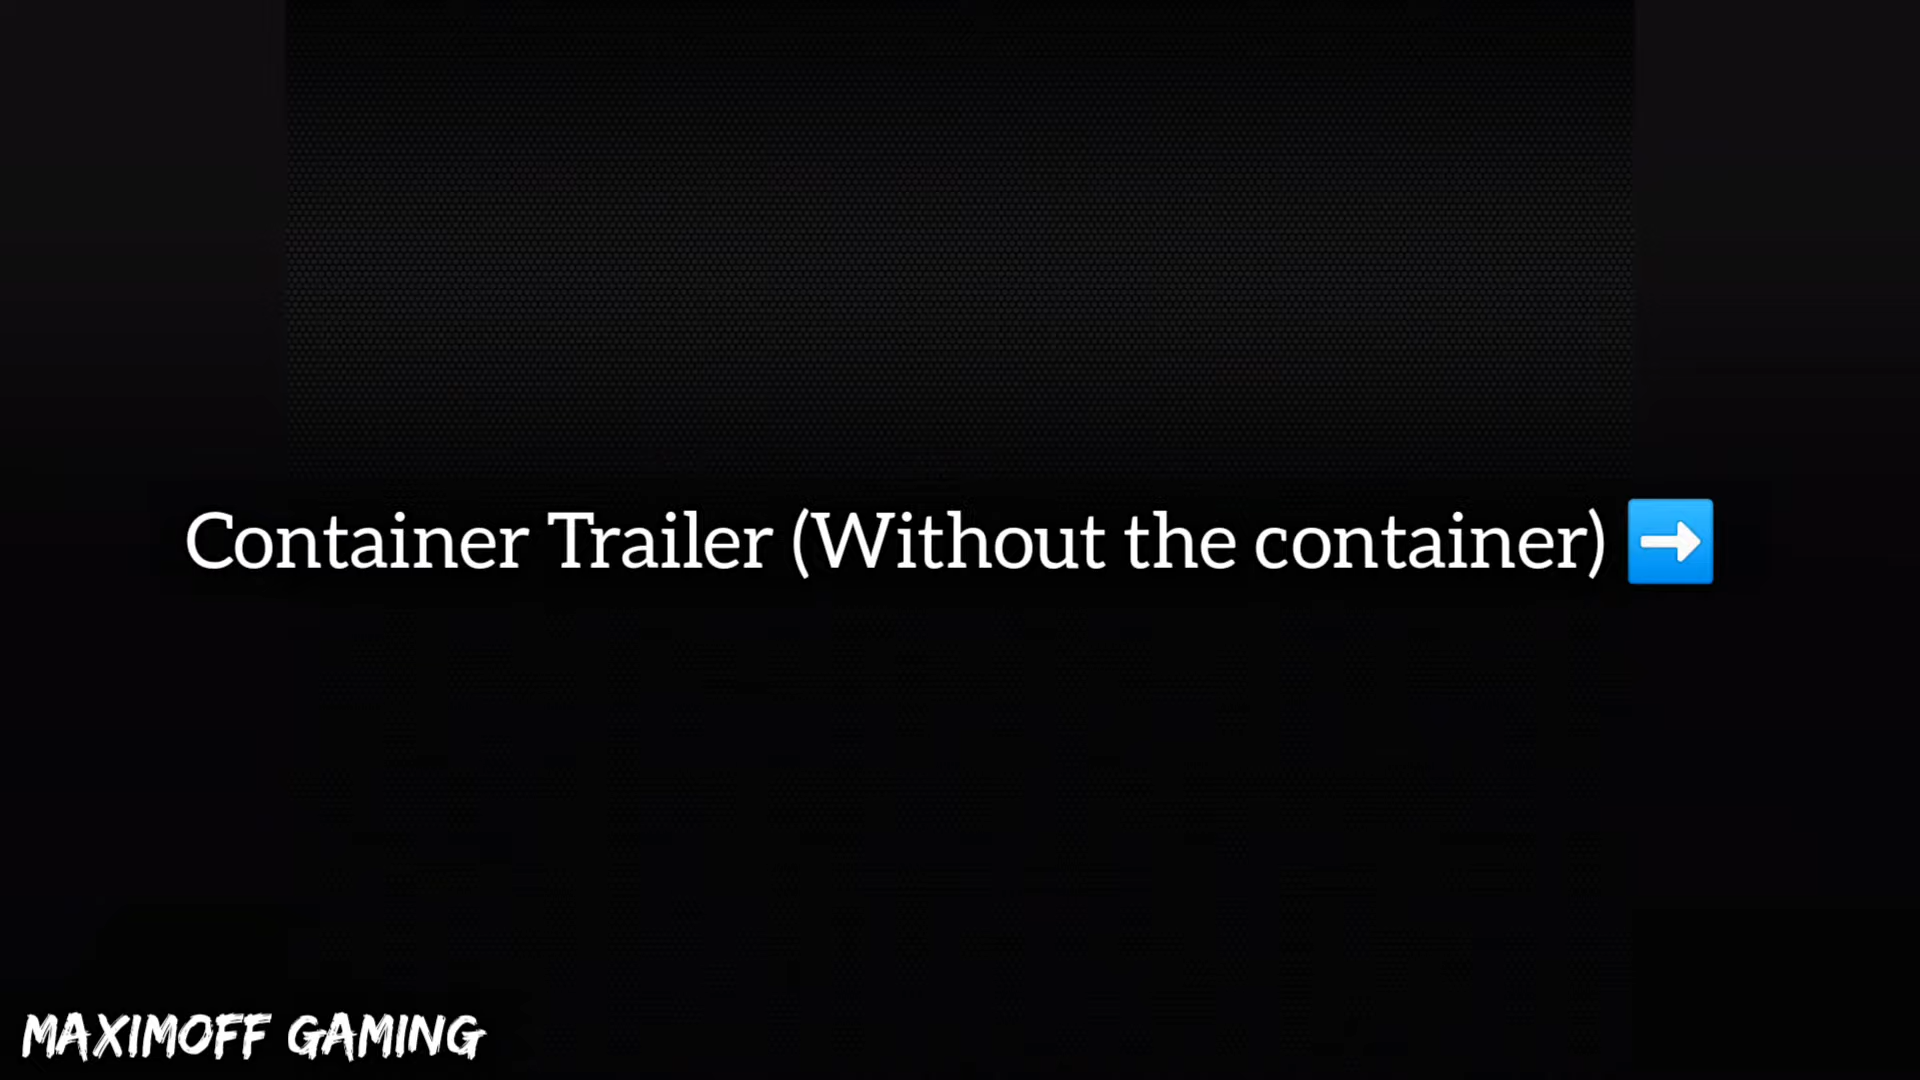 Container Trailer (Without the container) ➡️
MAXIMOFF GAMING